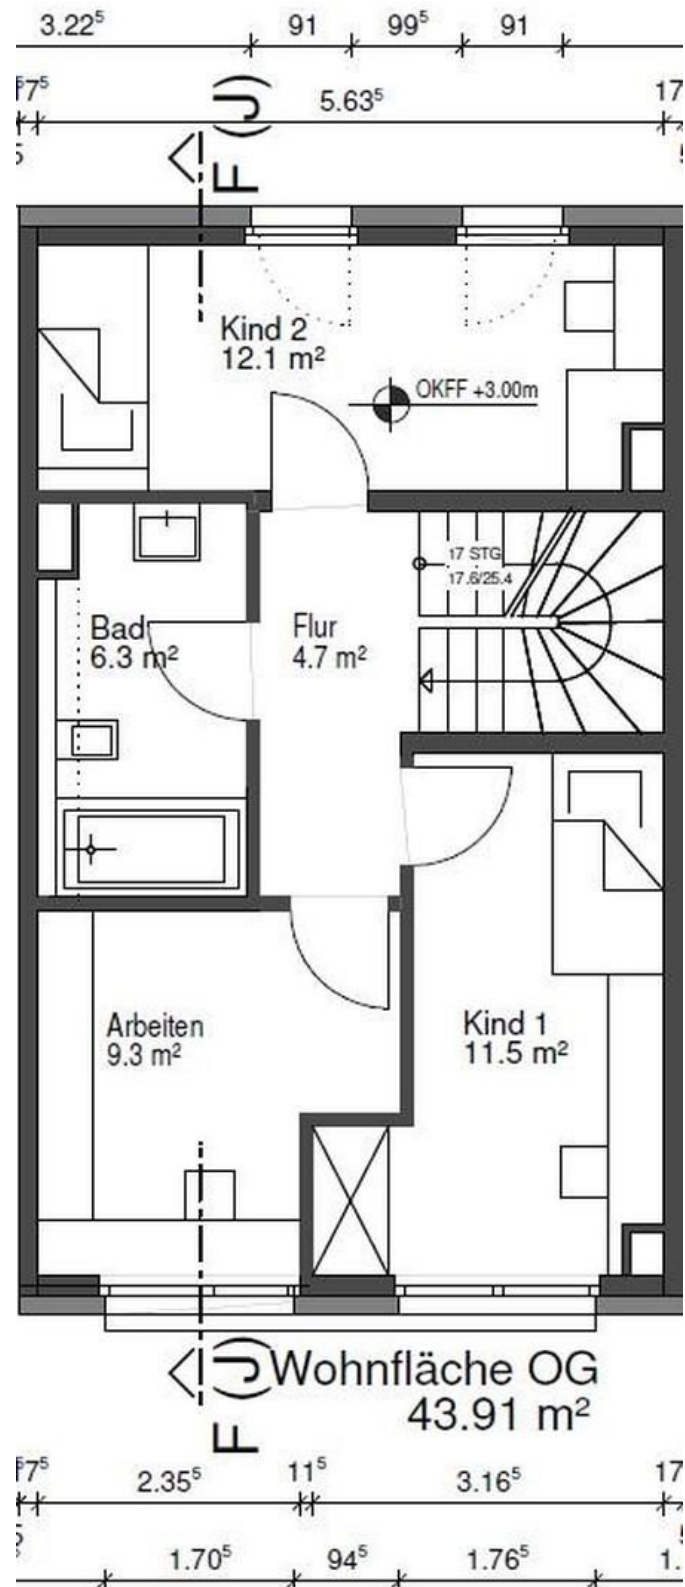 3.22⁵ 91 99⁵ 91
17⁵ 5.63⁵ 17
F (J)
Kind 2
12.1 m²
OKFF +3.00m
17 STG
17.6/25.4
Bad
6.3 m²
Flur
4.7 m²
Arbeiten
9.3 m²
Kind 1
11.5 m²
F (J)
Wohnfläche OG
43.91 m²
17⁵ 2.35⁵ 11⁵ 3.16⁵ 17
1.70⁵ 94⁵ 1.76⁵ 1.